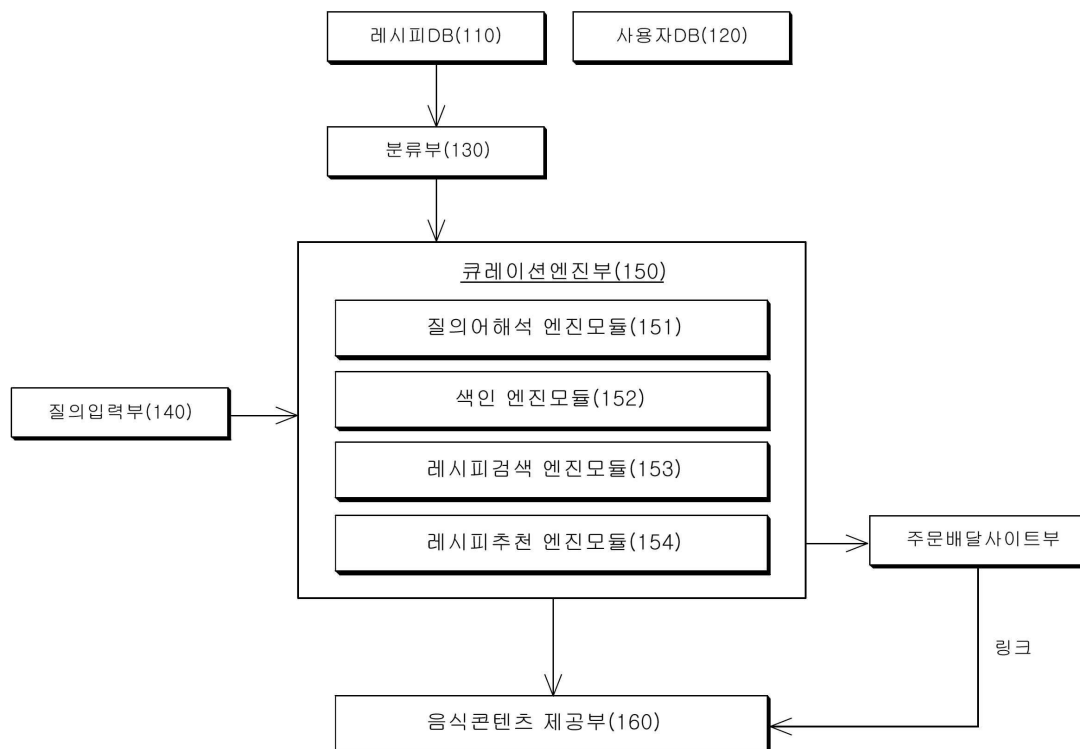 레시피DB(110)
사용자DB(120)
분류부(130)
큐레이션엔진부(150)
질의어해석 엔진모듈(151)
색인 엔진모듈(152)
질의입력부(140)
레시피검색 엔진모듈(153)
레시피추천 엔진모듈(154)
주문배달사이트부
링크
음식콘텐츠 제공부(160)